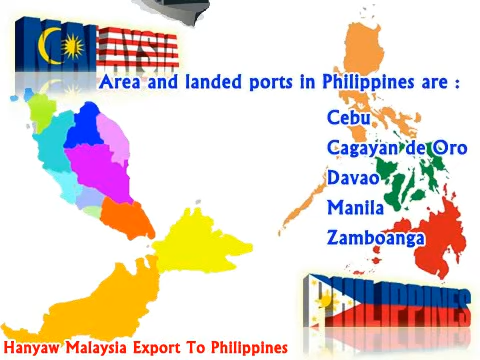 MALAYSIA
Area and landed ports in Philippines are :
Cebu
Cagayan de Oro
Davao
Manila
Zamboanga
PHILIPPINES
Hanyaw Malaysia Export To Philippines